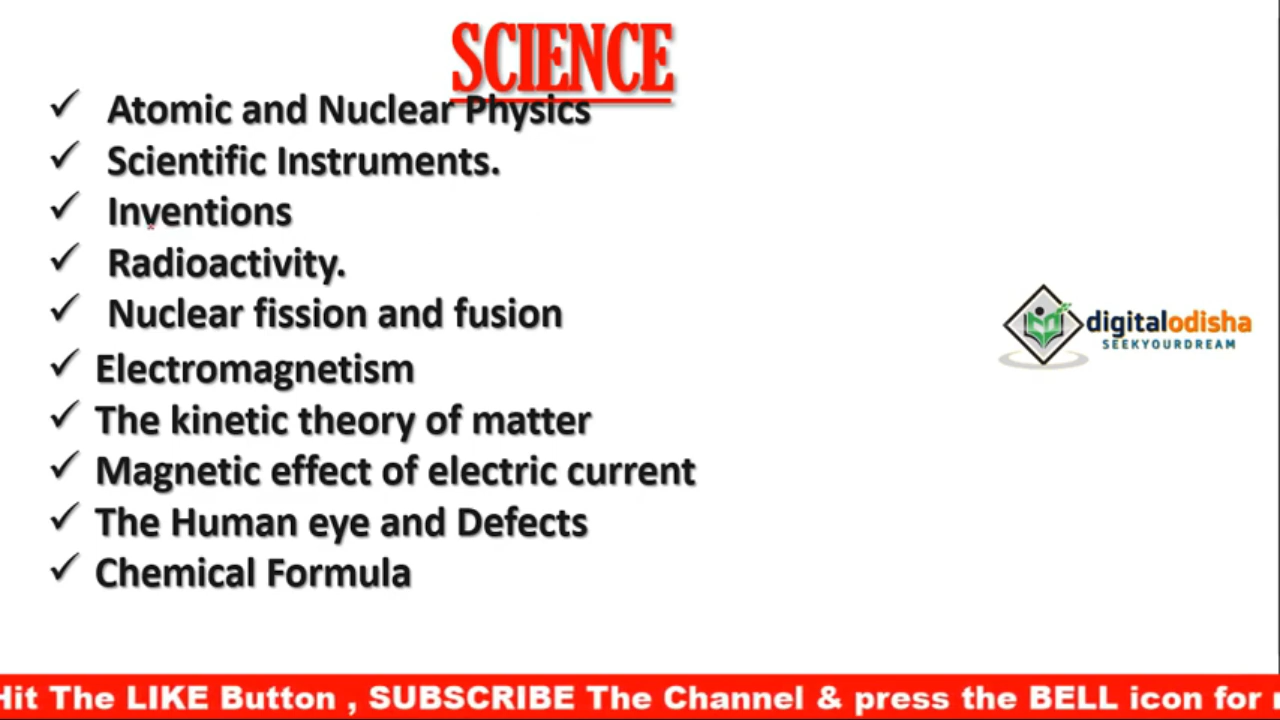 SCIENCE
Atomic and Nuclear Physics
Scientific Instruments.
Inventions
Radioactivity.
Nuclear fission and fusion
Electromagnetism
The kinetic theory of matter
Magnetic effect of electric current
The Human eye and Defects
Chemical Formula
digitalodisha
SEEKYOURDREAM
Hit The LIKE Button , SUBSCRIBE The Channel & press the BELL icon for